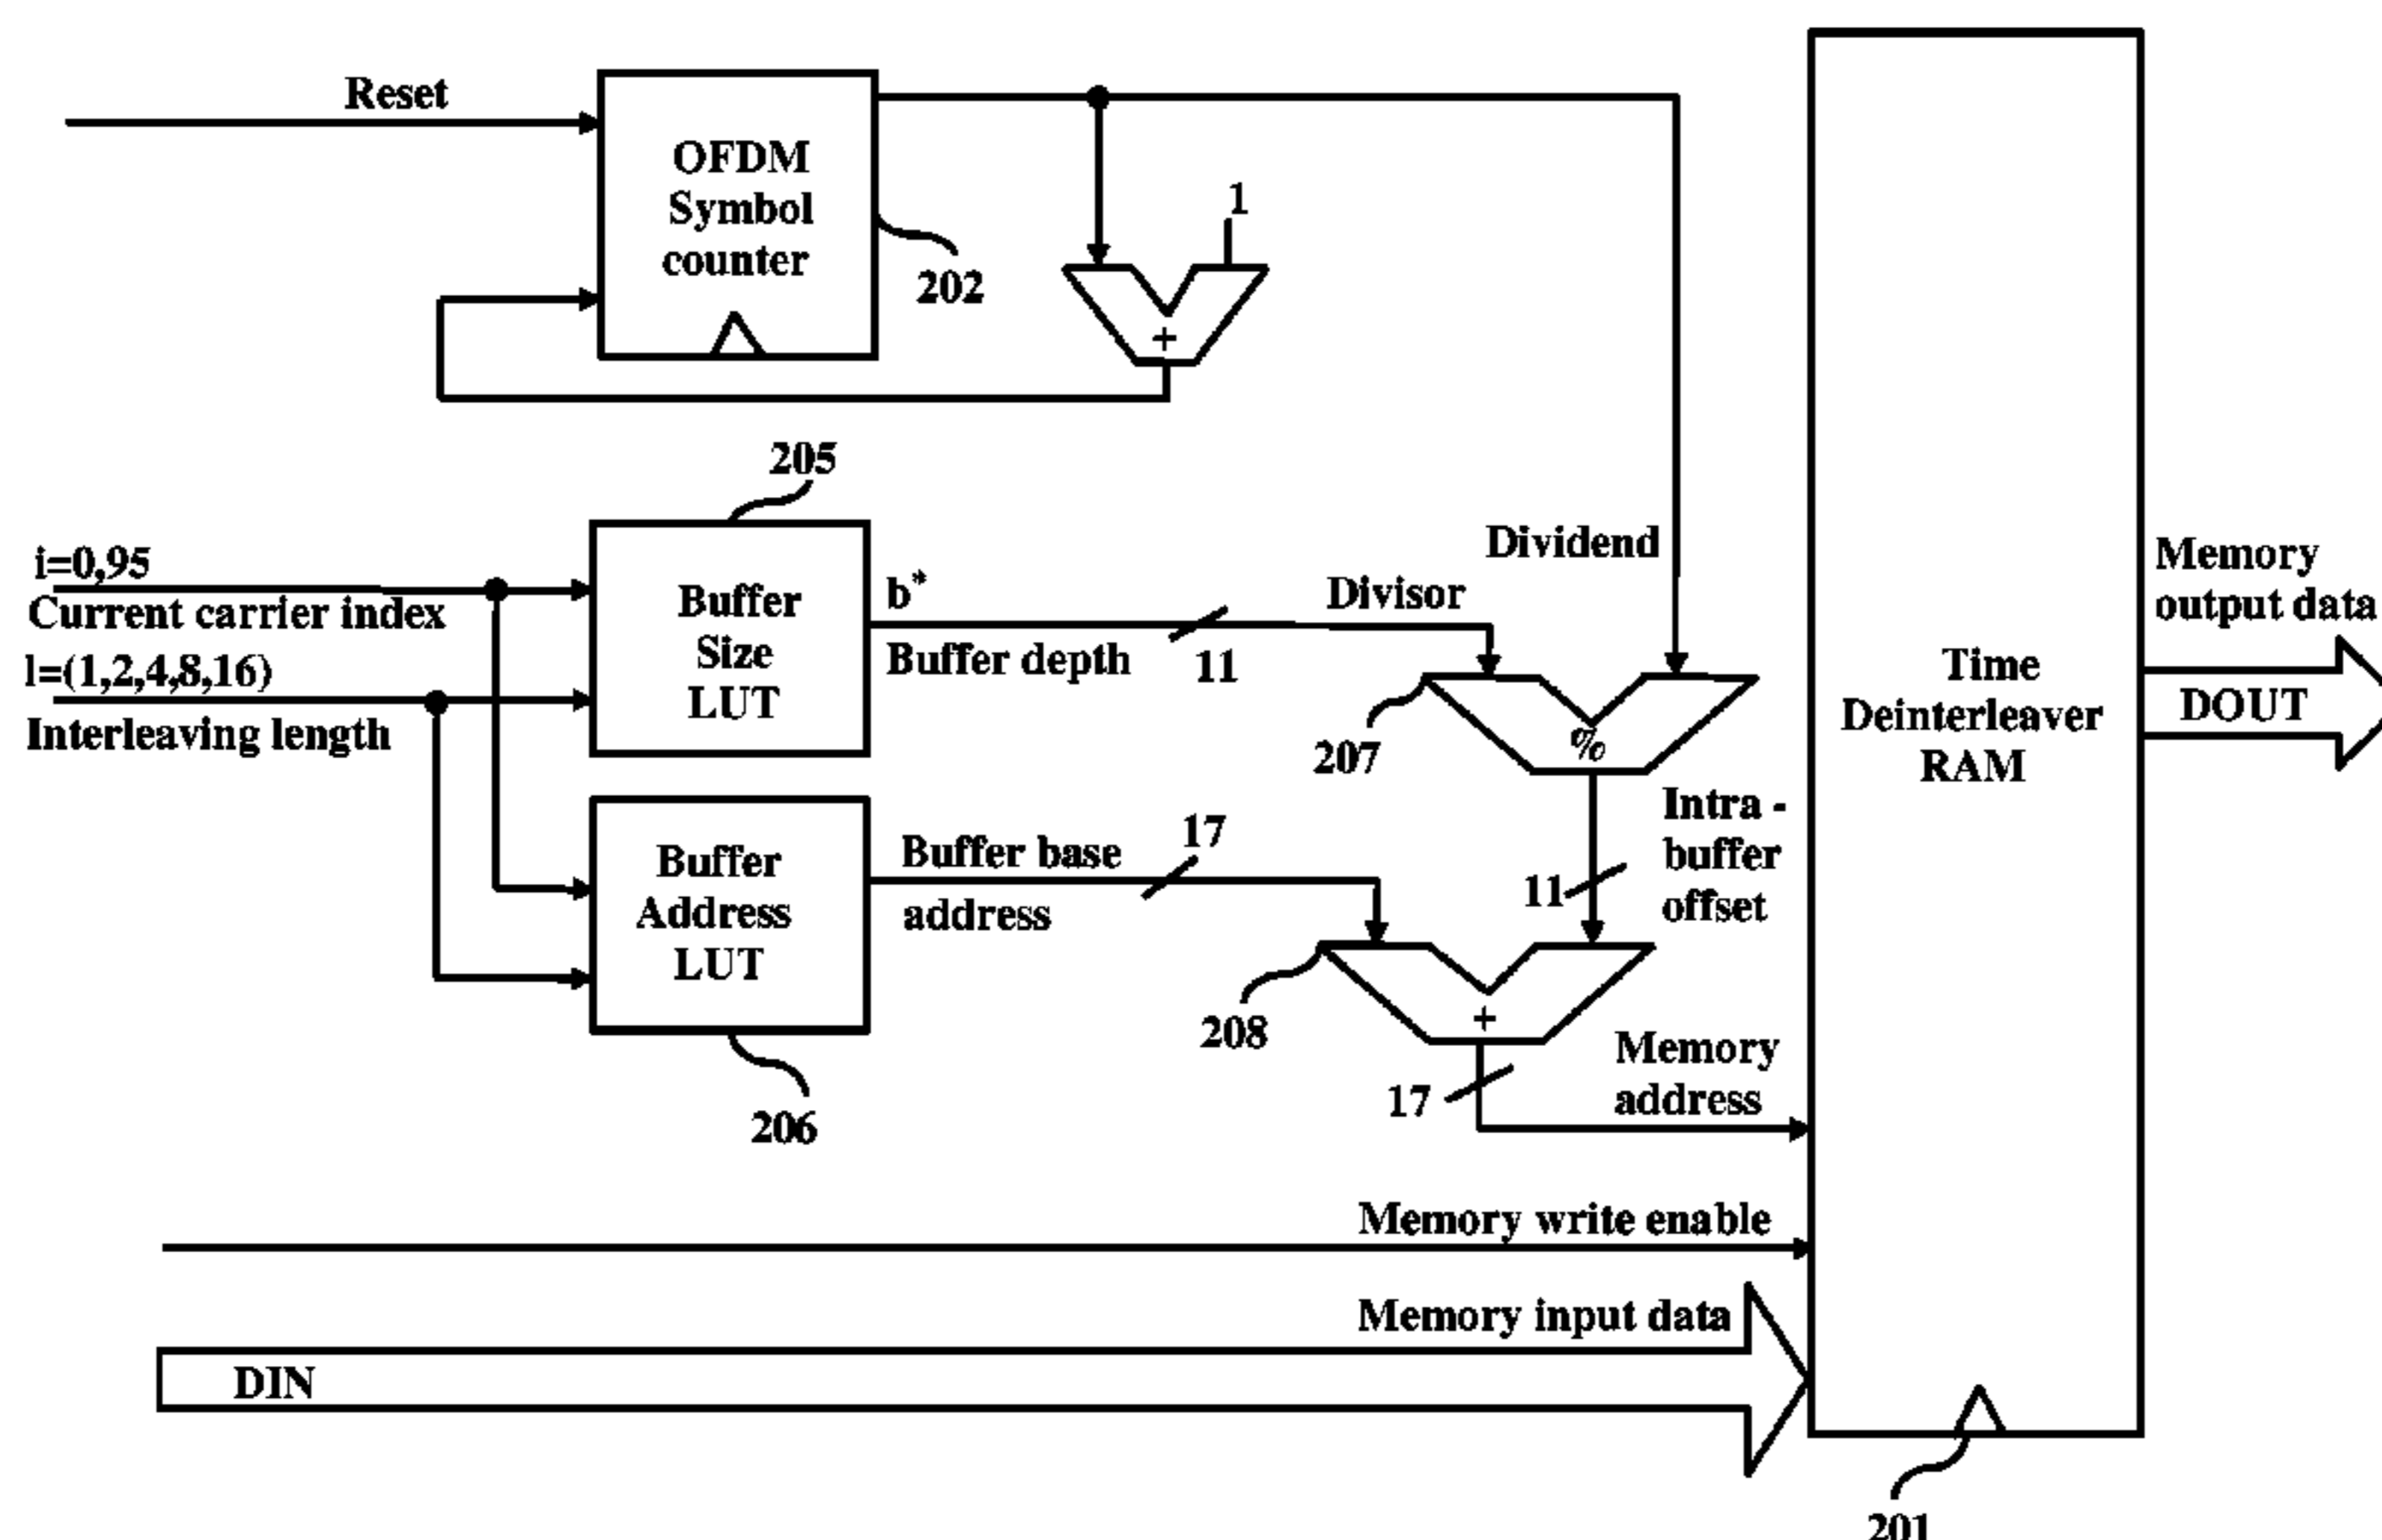 Reset
OFDM
Symbol
counter
202
1
+
205
i=0,95
Current carrier index
l=(1,2,4,8,16)
Interleaving length
Buffer
Size
LUT
b*
Buffer depth
11
Divisor
Dividend
207
%
Intra -
buffer
offset
11
Buffer
Address
LUT
206
Buffer base
address
17
208
+
17
Memory
address
Memory write enable
Memory input data
DIN
Time
Deinterleaver
RAM
201
Memory
output data
DOUT